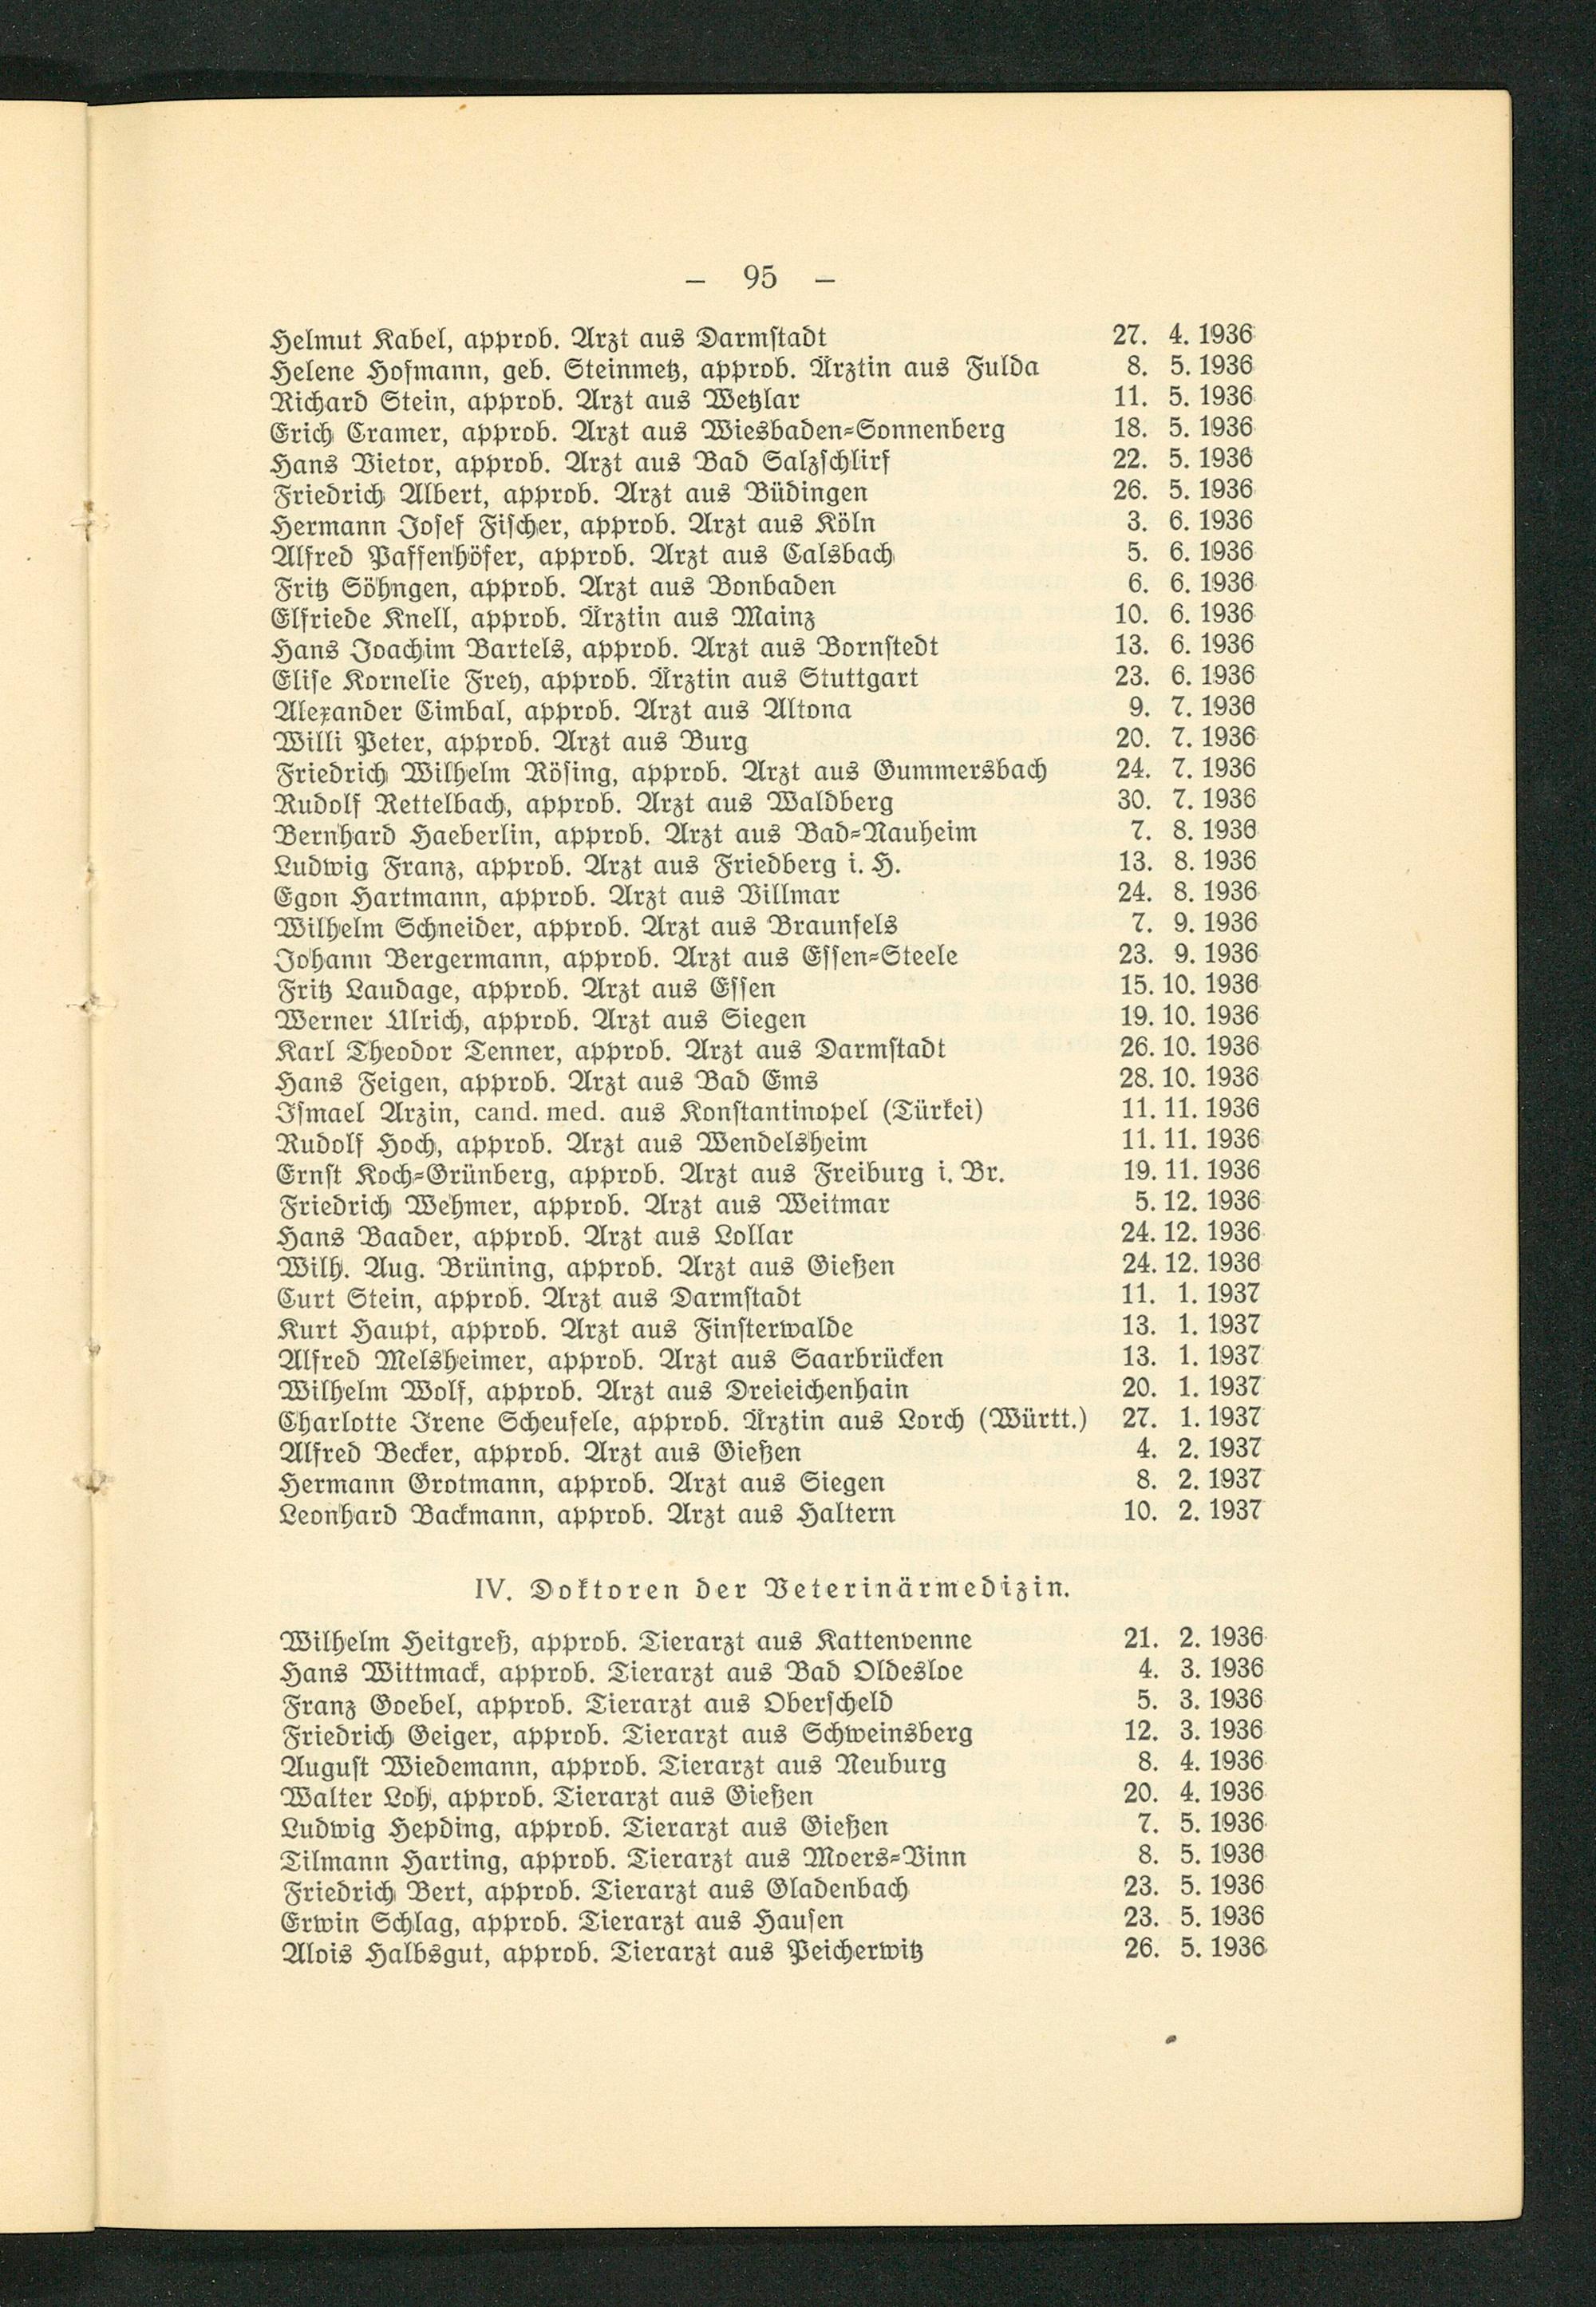 – 95 –
Helmut Kabel, approb. Arzt aus Darmstadt 27. 4. 1936
Helene Hofmann, geb. Steinmetz, approb. Ärztin aus Fulda 8. 5. 1936
Richard Stein, approb. Arzt aus Wetzlar 11. 5. 1936
Erich Cramer, approb. Arzt aus Wiesbaden-Sonnenberg 18. 5. 1936
Hans Vietor, approb. Arzt aus Bad Salzschlirf 22. 5. 1936
Friedrich Albert, approb. Arzt aus Büdingen 26. 5. 1936
Hermann Josef Fischer, approb. Arzt aus Köln 3. 6. 1936
Alfred Paffenhöfer, approb. Arzt aus Calsbach 5. 6. 1936
Fritz Söhngen, approb. Arzt aus Bonbaden 6. 6. 1936
Elfriede Knell, approb. Ärztin aus Mainz 10. 6. 1936
Hans Joachim Bartels, approb. Arzt aus Bornstedt 13. 6. 1936
Elise Kornelie Frey, approb. Ärztin aus Stuttgart 23. 6. 1936
Alexander Cimbal, approb. Arzt aus Altona 9. 7. 1936
Willi Peter, approb. Arzt aus Burg 20. 7. 1936
Friedrich Wilhelm Rösing, approb. Arzt aus Gummersbach 24. 7. 1936
Rudolf Rettelbach, approb. Arzt aus Waldberg 30. 7. 1936
Bernhard Haeberlin, approb. Arzt aus Bad-Nauheim 7. 8. 1936
Ludwig Franz, approb. Arzt aus Friedberg i. H. 13. 8. 1936
Egon Hartmann, approb. Arzt aus Villmar 24. 8. 1936
Wilhelm Schneider, approb. Arzt aus Braunfels 7. 9. 1936
Johann Bergermann, approb. Arzt aus Essen-Steele 23. 9. 1936
Fritz Laudage, approb. Arzt aus Essen 15. 10. 1936
Werner Ulrich, approb. Arzt aus Siegen 19. 10. 1936
Karl Theodor Tenner, approb. Arzt aus Darmstadt 26. 10. 1936
Hans Feigen, approb. Arzt aus Bad Ems 28. 10. 1936
Ismael Arzin, cand. med. aus Konstantinopel (Türkei) 11. 11. 1936
Rudolf Hoch, approb. Arzt aus Wendelsheim 11. 11. 1936
Ernst Koch-Grünberg, approb. Arzt aus Freiburg i. Br. 19. 11. 1936
Friedrich Wehmer, approb. Arzt aus Weitmar 5. 12. 1936
Hans Baader, approb. Arzt aus Lollar 24. 12. 1936
Wilh. Aug. Brüning, approb. Arzt aus Gießen 24. 12. 1936
Curt Stein, approb. Arzt aus Darmstadt 11. 1. 1937
Kurt Haupt, approb. Arzt aus Finsterwalde 13. 1. 1937
Alfred Melsheimer, approb. Arzt aus Saarbrücken 13. 1. 1937
Wilhelm Wolf, approb. Arzt aus Dreieichenhain 20. 1. 1937
Charlotte Irene Scheufele, approb. Ärztin aus Lorch (Württ.) 27. 1. 1937
Alfred Becker, approb. Arzt aus Gießen 4. 2. 1937
Hermann Grotmann, approb. Arzt aus Siegen 8. 2. 1937
Leonhard Backmann, approb. Arzt aus Haltern 10. 2. 1937
IV. Doktoren der Veterinärmedizin.
Wilhelm Heitgreß, approb. Tierarzt aus Kattenvenne 21. 2. 1936
Hans Wittmack, approb. Tierarzt aus Bad Oldesloe 4. 3. 1936
Franz Goebel, approb. Tierarzt aus Oberscheld 5. 3. 1936
Friedrich Geiger, approb. Tierarzt aus Schweinsberg 12. 3. 1936
August Wiedemann, approb. Tierarzt aus Neuburg 8. 4. 1936
Walter Loh, approb. Tierarzt aus Gießen 20. 4. 1936
Ludwig Hepding, approb. Tierarzt aus Gießen 7. 5. 1936
Tilmann Harting, approb. Tierarzt aus Moers-Vinn 8. 5. 1936
Friedrich Bert, approb. Tierarzt aus Gladenbach 23. 5. 1936
Erwin Schlag, approb. Tierarzt aus Hausen 23. 5. 1936
Alois Halbsgut, approb. Tierarzt aus Peicherwitz 26. 5. 1936